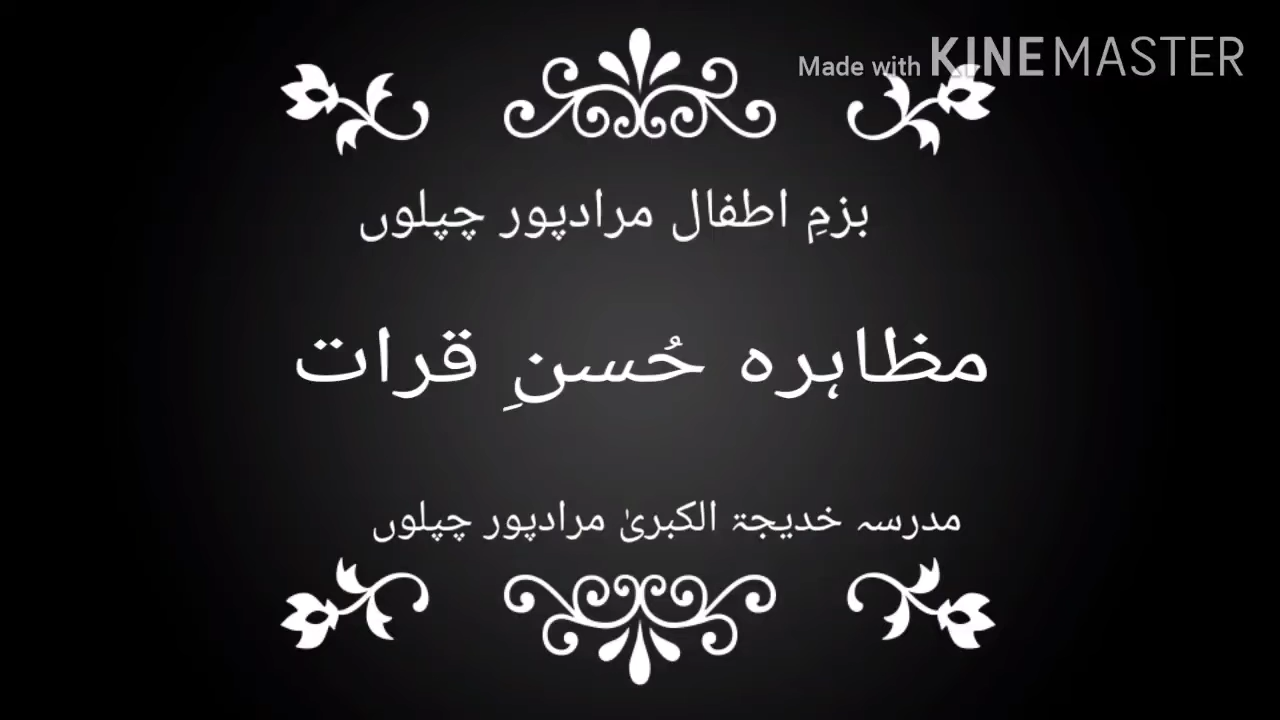 Made with KINEMASTER
بزمِ اطفال مرادپور چپلوں
مظاہرہ حُسنِ قرات
مدرسہ خدیجۃ الکبریٰ مرادپور چپلوں